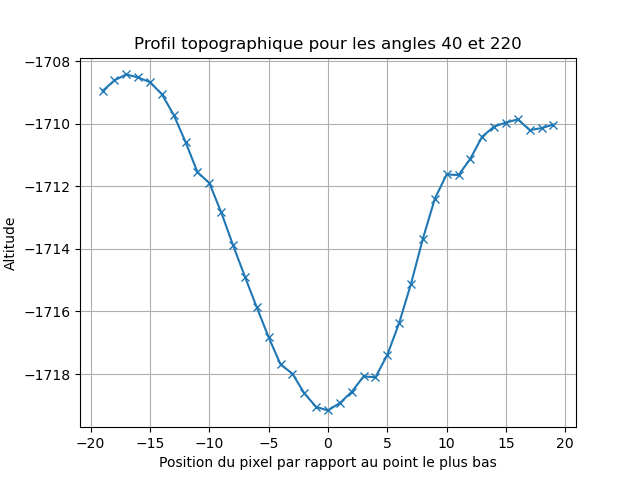 Profil topographique pour les angles 40 et 220
−1708
−1710
−1712
−1714
−1716
−1718
Altitude
−20 −15 −10 −5 0 5 10 15 20
Position du pixel par rapport au point le plus bas